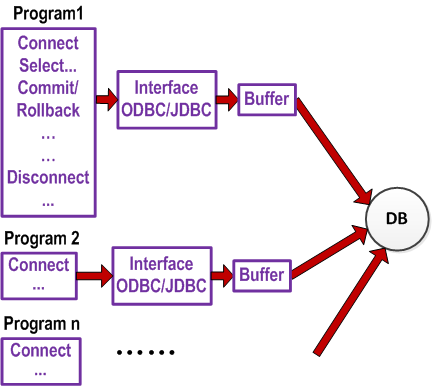 Program1
Connect
Select...
Commit/
Rollback
...
...
Disconnect
...
Interface
ODBC/JDBC
Buffer
DB
Program 2
Connect
...
Interface
ODBC/JDBC
Buffer
Program n
Connect
...
......